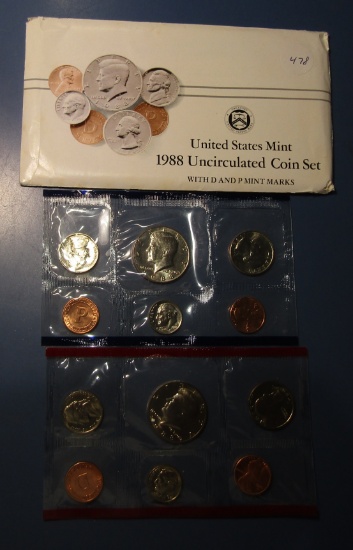 478
United States Mint
1988 Uncirculated Coin Set
WITH D AND P MINT MARKS
P
D